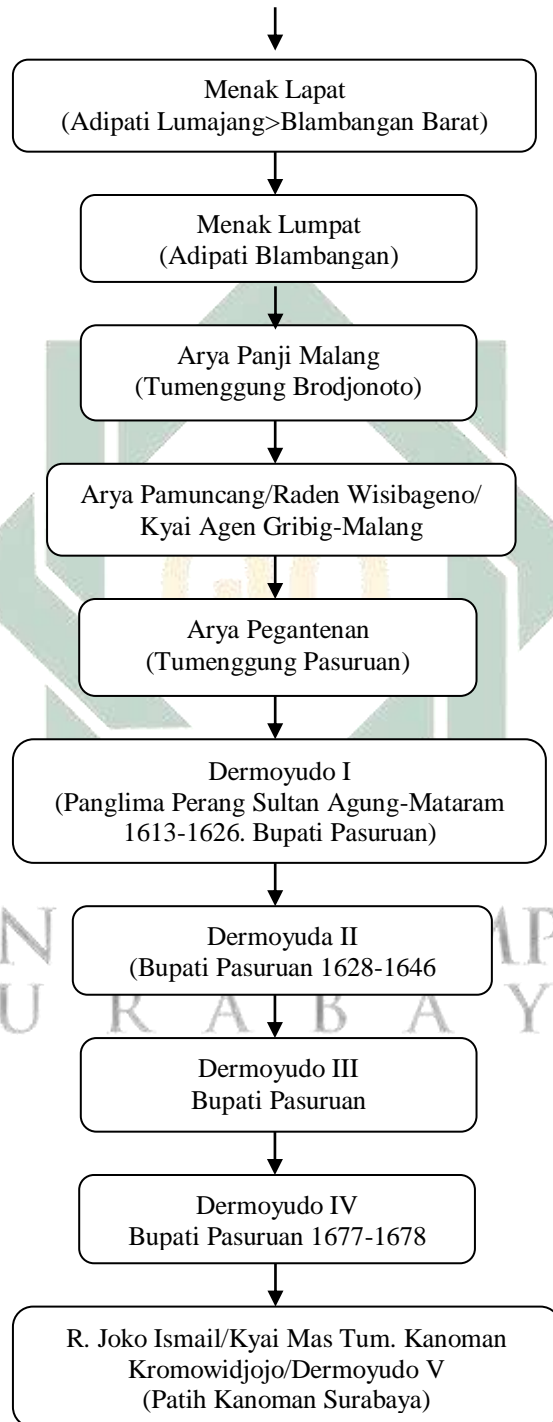 Menak Lapat
(Adipati Lumajang>Blambangan Barat)
Menak Lumpat
(Adipati Blambangan)
Arya Panji Malang
(Tumenggung Brodjonoto)
Arya Pamuncang/Raden Wisibageno/
Kyai Agen Gribig-Malang
Arya Pegantenan
(Tumenggung Pasuruan)
Dermoyudo I
(Panglima Perang Sultan Agung-Mataram
1613-1626. Bupati Pasuruan)
Dermoyuda II
(Bupati Pasuruan 1628-1646
Dermoyudo III
Bupati Pasuruan
Dermoyudo IV
Bupati Pasuruan 1677-1678
R. Joko Ismail/Kyai Mas Tum. Kanoman
Kromowidjojo/Dermoyudo V
(Patih Kanoman Surabaya)